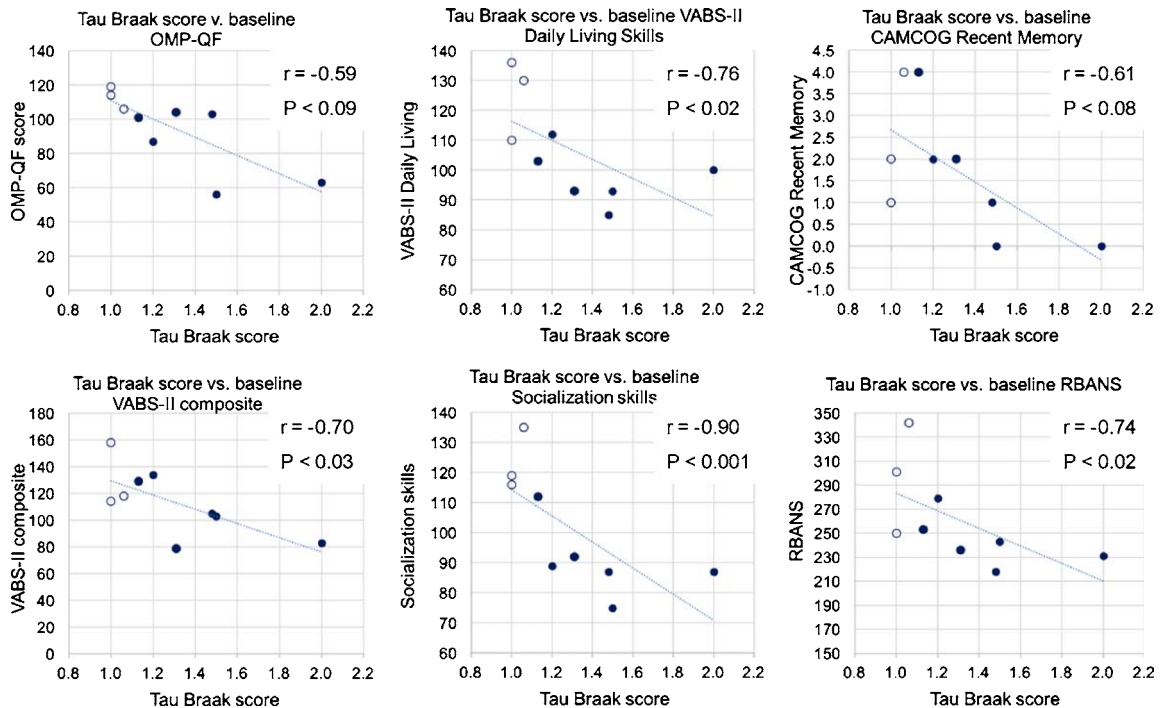 Tau Braak score v. baseline
OMP-QF
r = -0.59
P < 0.09
OMP-QF score
140
120
100
80
60
40
20
0
0.8 1.0 1.2 1.4 1.6 1.8 2.0 2.2
Tau Braak score
Tau Braak score vs. baseline VABS-II
Daily Living Skills
r = -0.76
P < 0.02
VABS-II Daily Living
140
130
120
110
100
90
80
70
60
0.8 1.0 1.2 1.4 1.6 1.8 2.0 2.2
Tau Braak score
Tau Braak score vs. baseline
CAMCOG Recent Memory
r = -0.61
P < 0.08
CAMCOG Recent Memory
4.5
4.0
3.5
3.0
2.5
2.0
1.5
1.0
0.5
0.0
-0.5
-1.0
0.8 1.0 1.2 1.4 1.6 1.8 2.0 2.2
Tau Braak score
Tau Braak score vs. baseline
VABS-II composite
r = -0.70
P < 0.03
VABS-II composite
180
160
140
120
100
80
60
40
20
0
0.8 1.0 1.2 1.4 1.6 1.8 2.0 2.2
Tau Braak score
Tau Braak score vs. baseline
Socialization skills
r = -0.90
P < 0.001
Socialization skills
140
130
120
110
100
90
80
70
60
0.8 1.0 1.2 1.4 1.6 1.8 2.0 2.2
Tau Braak score
Tau Braak score vs. baseline RBANS
r = -0.74
P < 0.02
RBANS
350
330
310
290
270
250
230
210
190
170
150
0.8 1.0 1.2 1.4 1.6 1.8 2.0 2.2
Tau Braak score